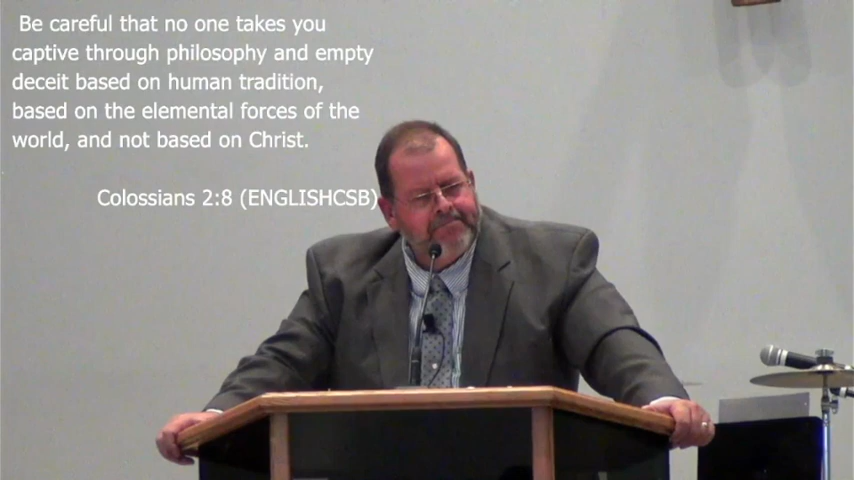 Be careful that no one takes you
captive through philosophy and empty
deceit based on human tradition,
based on the elemental forces of the
world, and not based on Christ.
Colossians 2:8 (ENGLISHCSB)